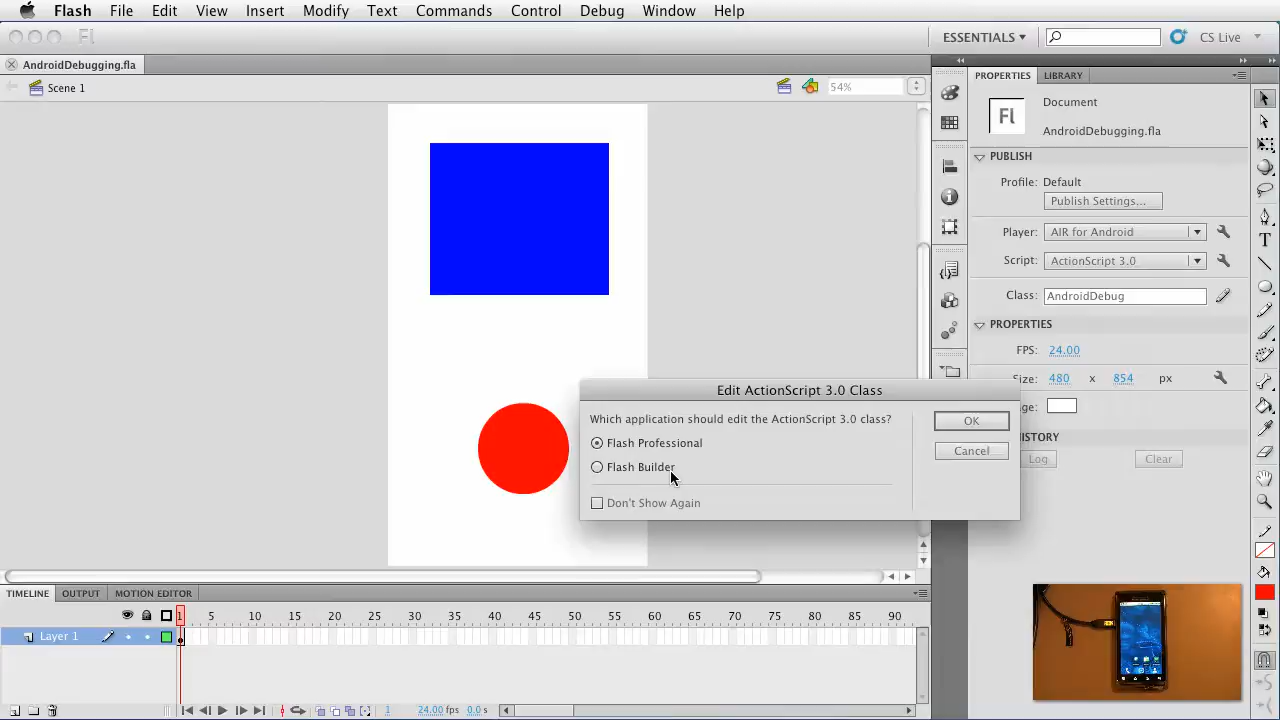 Flash File Edit View Insert Modify Text Commands Control Debug Window Help
Fl ESSENTIALS CS Live
AndroidDebugging.fla
Scene 1
54%
PROPERTIES LIBRARY
Fl
Document
AndroidDebugging.fla
PUBLISH
Profile: Default
Publish Settings...
Player: AIR for Android
Script: ActionScript 3.0
Class: AndroidDebug
PROPERTIES
FPS: 24.00
Size: 480 x 854 px
ge:
HISTORY
Log Clear
Edit ActionScript 3.0 Class
Which application should edit the ActionScript 3.0 class?
Flash Professional
Flash Builder
Don't Show Again
OK
Cancel
TIMELINE OUTPUT MOTION EDITOR
1 5 10 15 20 25 30 35 40 45 50 55 60 65 70 75 80 85 90
Layer 1
1 24.00 fps 0.0 s